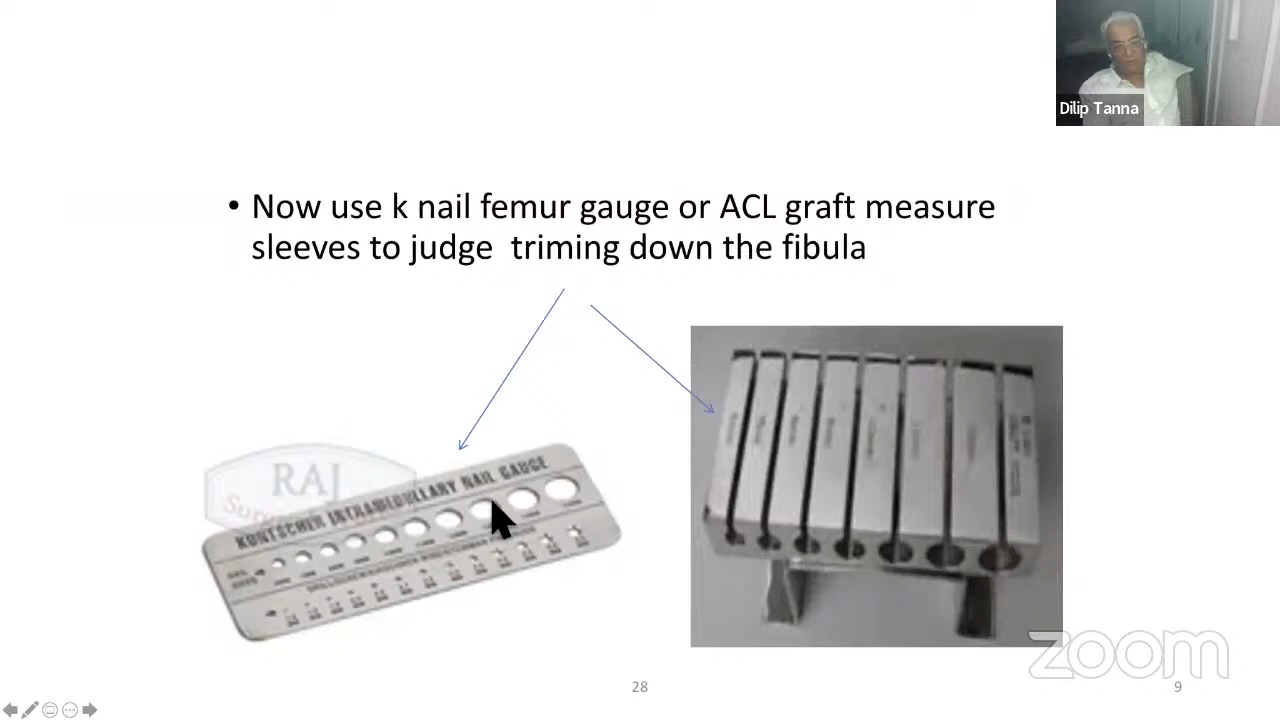 Dilip Tanna
• Now use k nail femur gauge or ACL graft measure
sleeves to judge  triming down the fibula
RAJ
KUNTSCHER INTRAMEDULLARY NAIL GAUGE
zoom
28
9